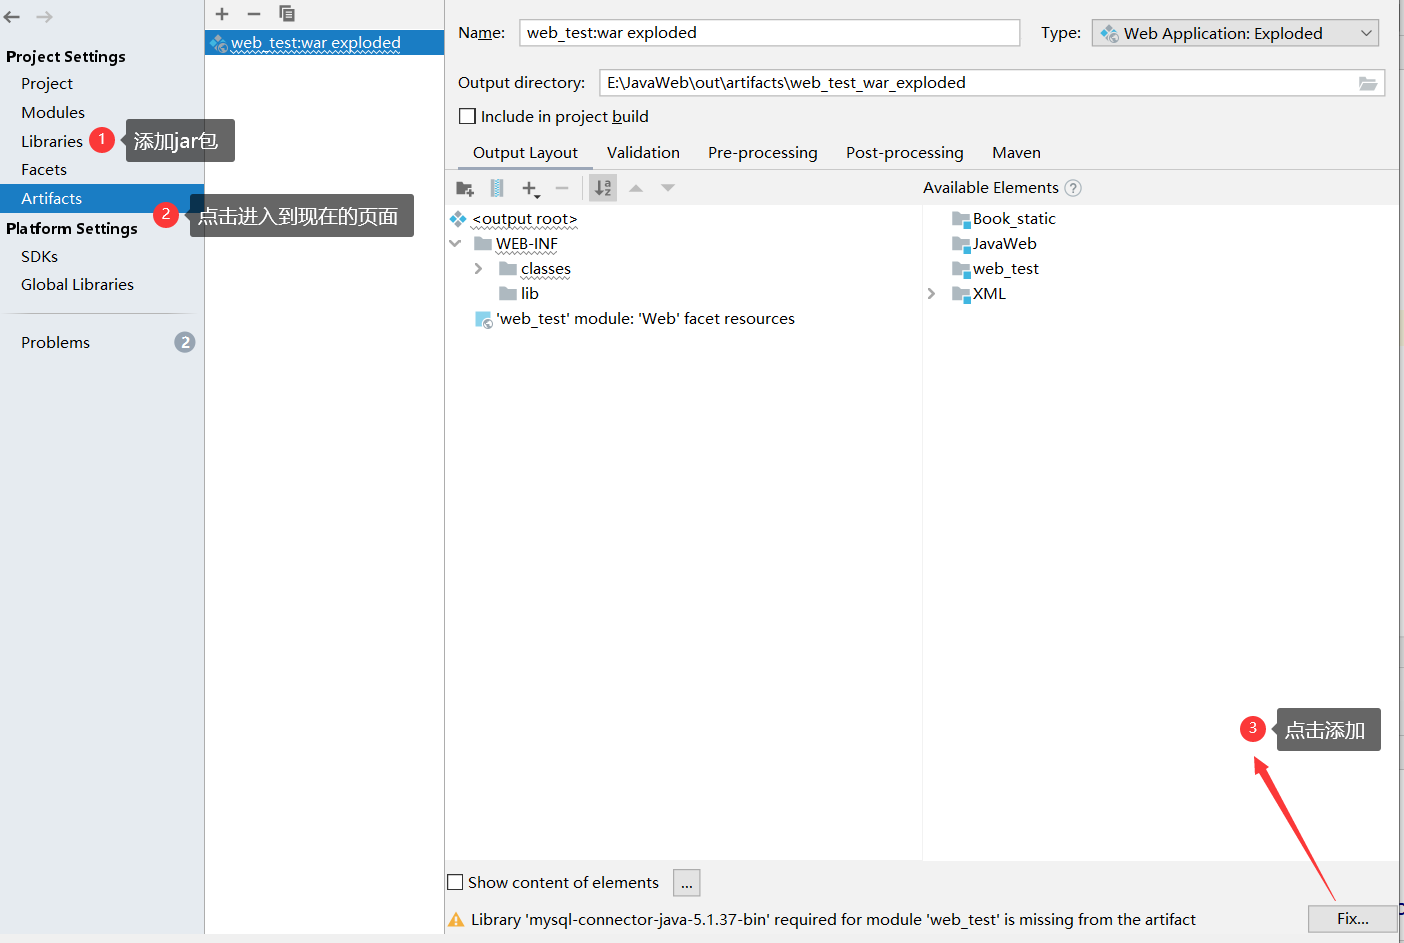 Project Settings
Project
Modules
Libraries
1
添加jar包
Facets
Artifacts
2
点击进入到现在的页面
Platform Settings
SDKs
Global Libraries
Problems
2
web_test:war exploded
Name:
web_test:war exploded
Type:
Web Application: Exploded
Output directory:
E:\JavaWeb\out\artifacts\web_test_war_exploded
Include in project build
Output Layout
Validation
Pre-processing
Post-processing
Maven
Available Elements
?
<output root>
WEB-INF
classes
lib
'web_test' module: 'Web' facet resources
Book_static
JavaWeb
web_test
XML
3
点击添加
Show content of elements
...
Library 'mysql-connector-java-5.1.37-bin' required for module 'web_test' is missing from the artifact
Fix...